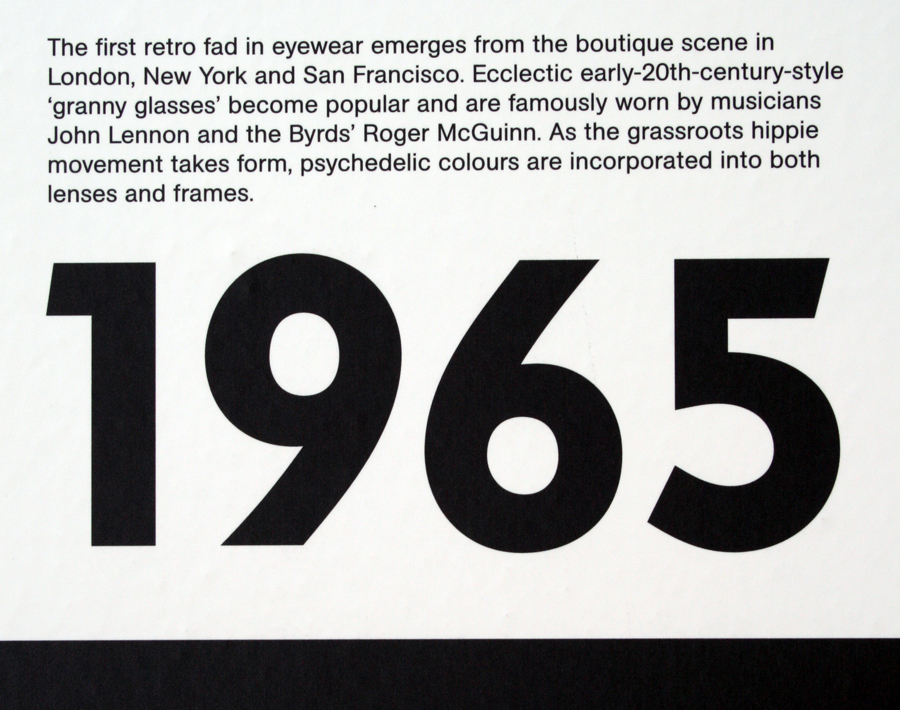 The first retro fad in eyewear emerges from the boutique scene in
London, New York and San Francisco. Ecclectic early-20th-century-style
‘granny glasses’ become popular and are famously worn by musicians
John Lennon and the Byrds’ Roger McGuinn. As the grassroots hippie
movement takes form, psychedelic colours are incorporated into both
lenses and frames.
1965